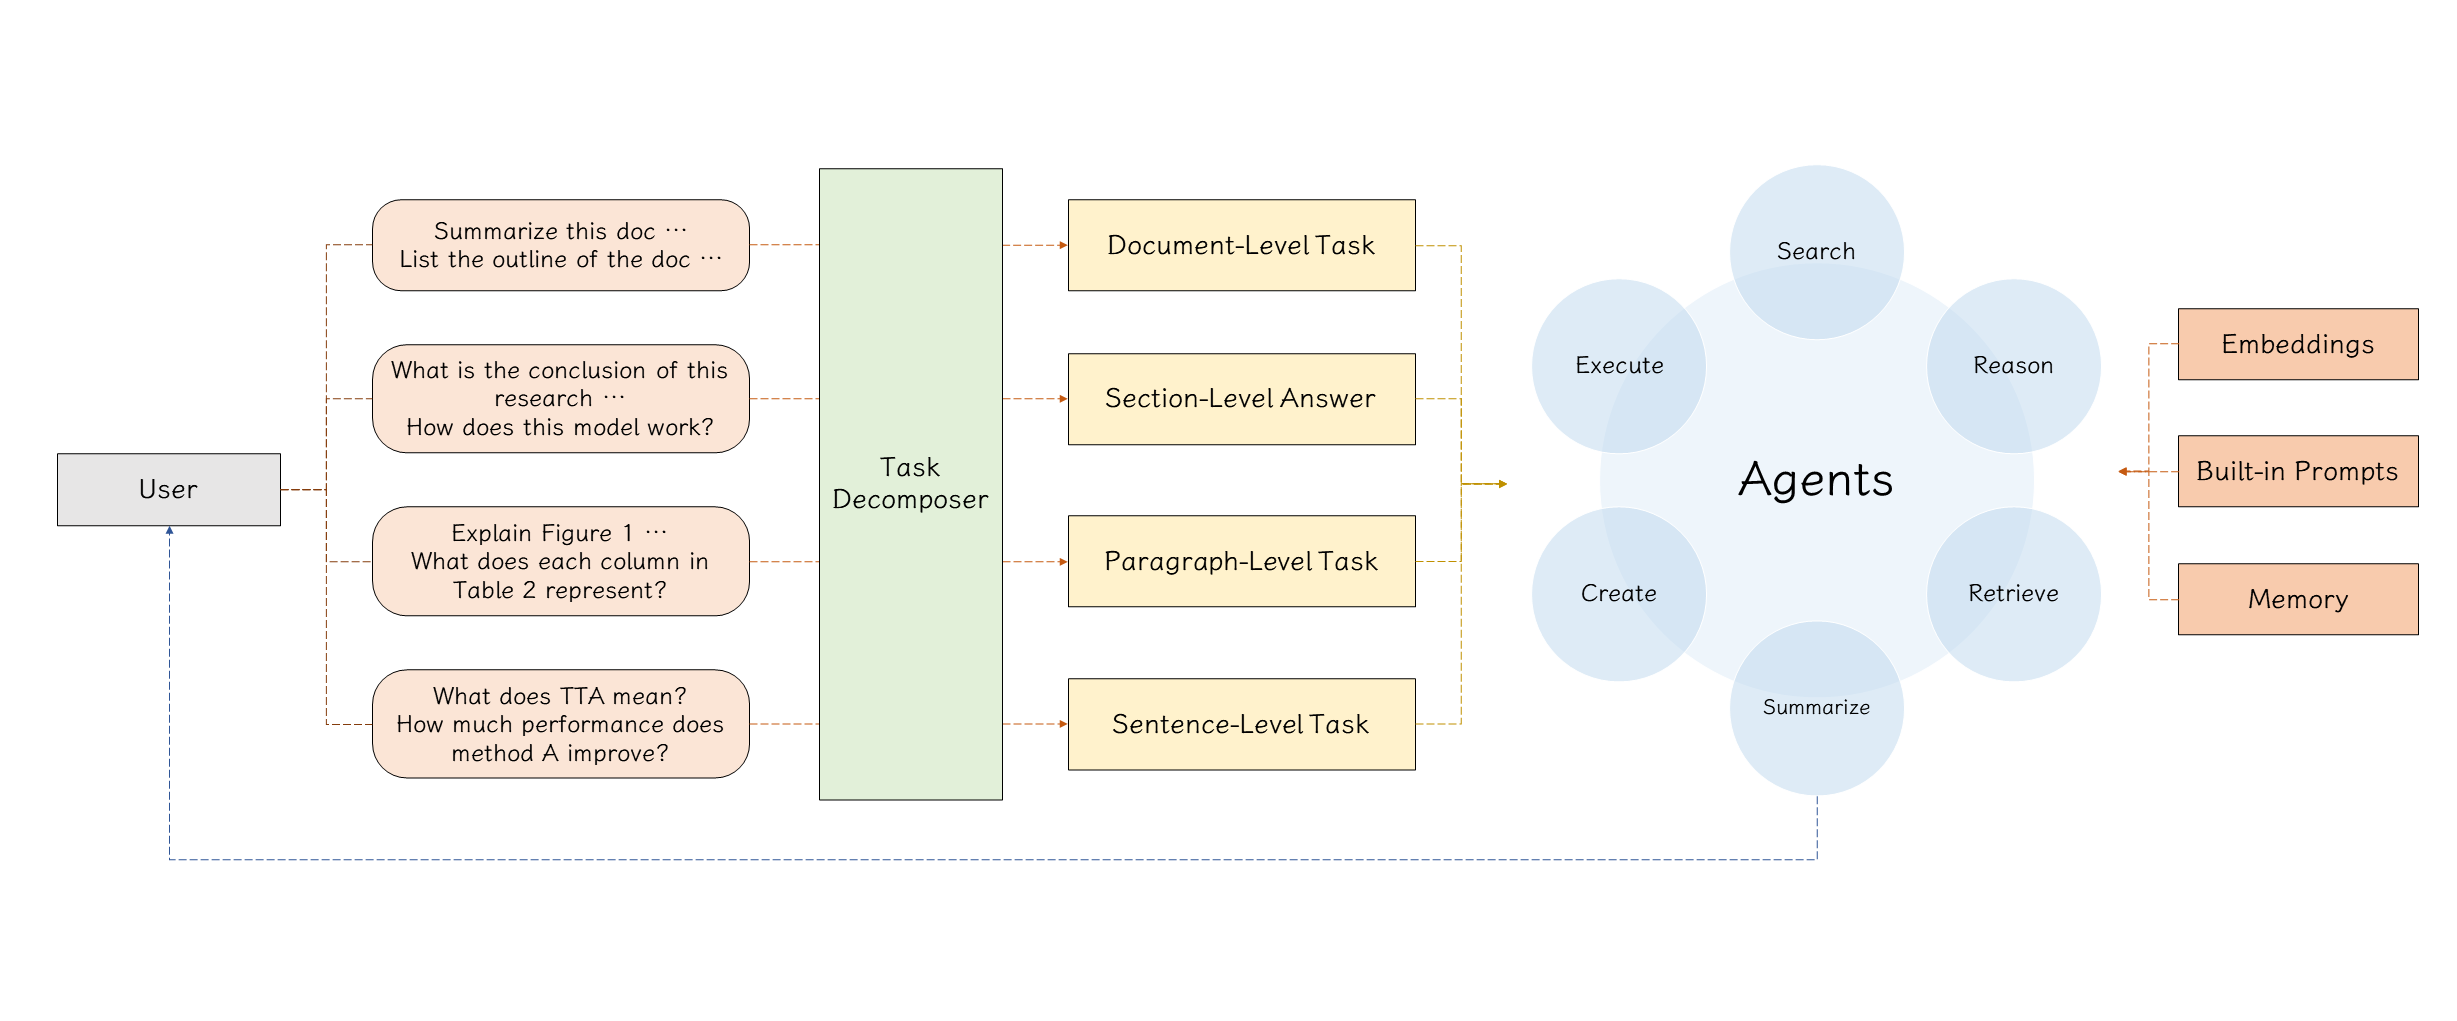 User
Summarize this doc ⋯
List the outline of the doc ⋯
What is the conclusion of this
research ⋯
How does this model work?
Explain Figure 1 ⋯
What does each column in
Table 2 represent?
What does TTA mean?
How much performance does
method A improve?
Task
Decomposer
Document-Level Task
Section-Level Answer
Paragraph-Level Task
Sentence-Level Task
Search
Execute
Reason
Agents
Create
Retrieve
Summarize
Embeddings
Built-in Prompts
Memory